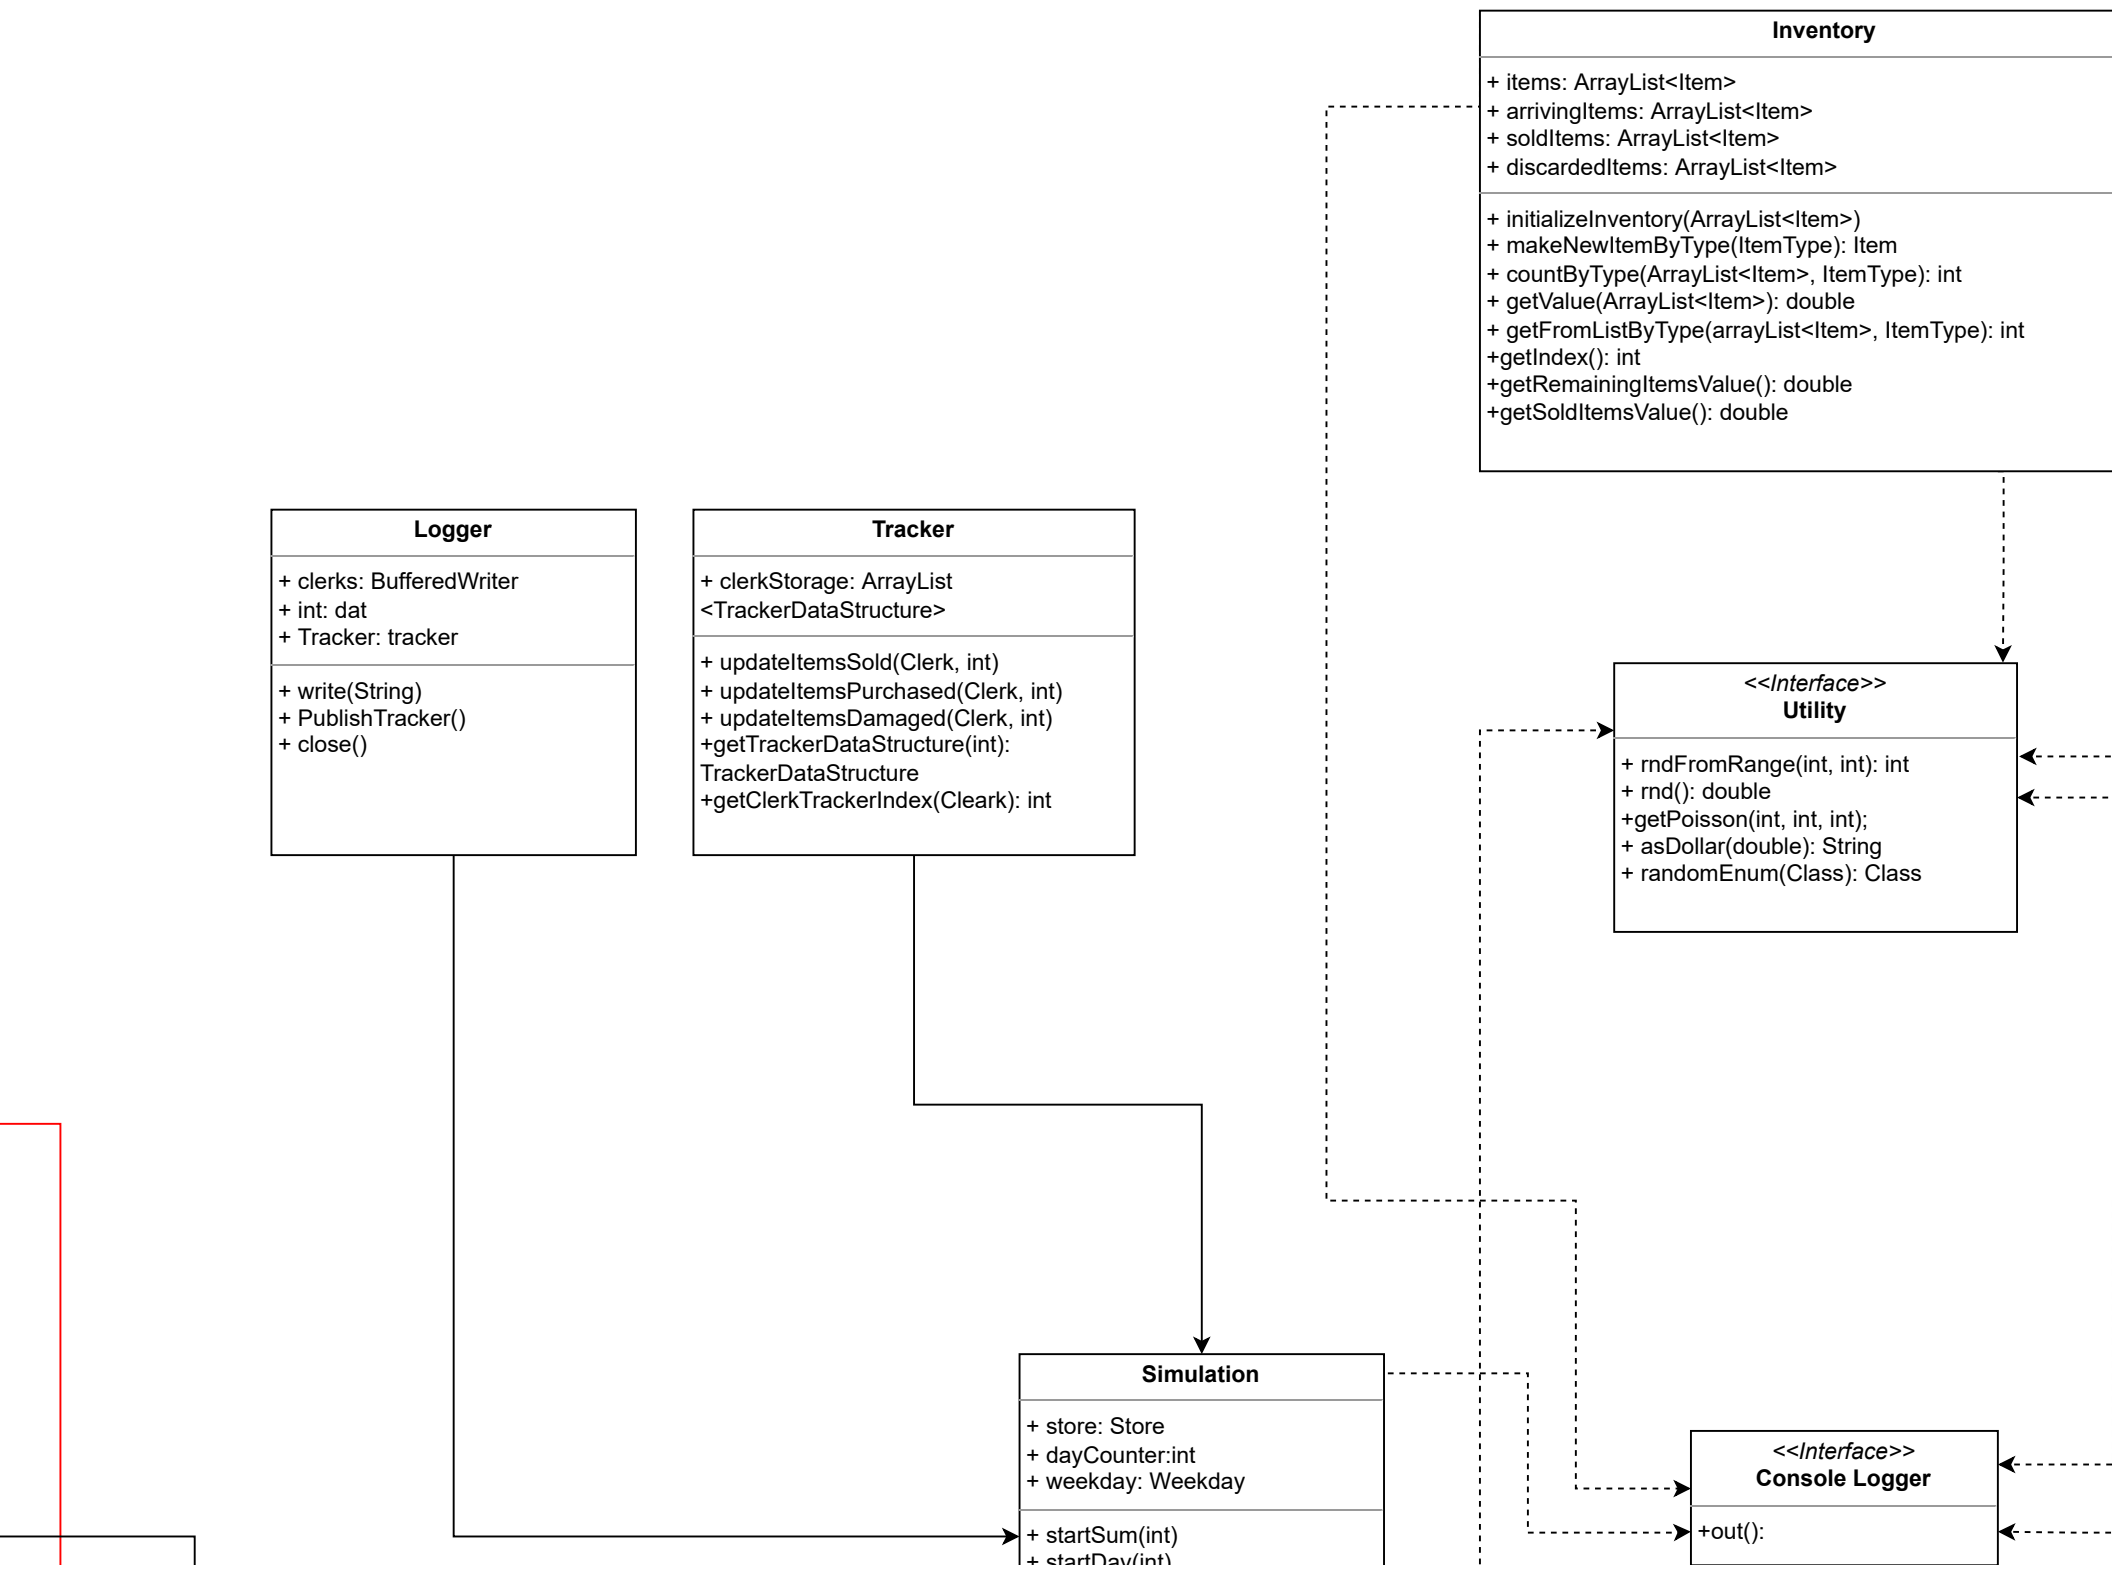 Inventory
+ items: ArrayList<Item>
+ arrivingItems: ArrayList<Item>
+ soldItems: ArrayList<Item>
+ discardedItems: ArrayList<Item>
+ initializeInventory(ArrayList<Item>)
+ makeNewItemByType(ItemType): Item
+ countByType(ArrayList<Item>, ItemType): int
+ getValue(ArrayList<Item>): double
+ getFromListByType(arrayList<Item>, ItemType): int
+getIndex(): int
+getRemainingItemsValue(): double
+getSoldItemsValue(): double
Logger
+ clerks: BufferedWriter
+ int: dat
+ Tracker: tracker
+ write(String)
+ PublishTracker()
+ close()
Tracker
+ clerkStorage: ArrayList
<TrackerDataStructure>
+ updateItemsSold(Clerk, int)
+ updateItemsPurchased(Clerk, int)
+ updateItemsDamaged(Clerk, int)
+getTrackerDataStructure(int):
TrackerDataStructure
+getClerkTrackerIndex(Cleark): int
<<Interface>>
Utility
+ rndFromRange(int, int): int
+ rnd(): double
+getPoisson(int, int, int);
+ asDollar(double): String
+ randomEnum(Class): Class
Simulation
+ store: Store
+ dayCounter:int
+ weekday: Weekday
+ startSum(int)
+ startDay(int)
<<Interface>>
Console Logger
+out():